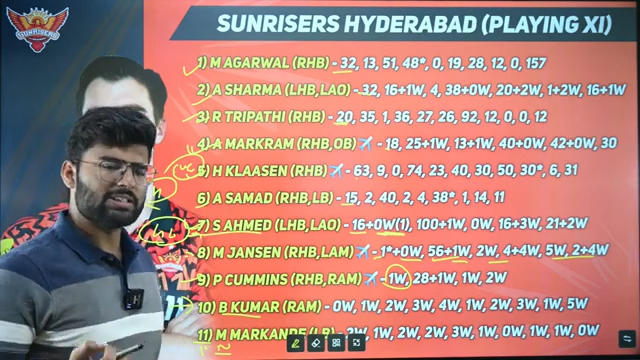 SUNRISERS HYDERABAD (PLAYING XI)
1) M AGARWAL (RHB) - 32, 13, 51, 48*, 0, 19, 28, 12, 0, 157
2) A SHARMA (LHB,LAO) - 32, 16+1W, 4, 38+0W, 20+2W, 1+2W, 16+1W
3) R TRIPATHI (RHB) - 20, 35, 1, 36, 27, 26, 92, 12, 0, 0, 12
4) A MARKRAM (RHB,OB) ✈ - 18, 25+1W, 13+1W, 40+0W, 42+0W, 30
5) H KLAASEN (RHB) ✈ - 63, 9, 0, 74, 23, 40, 30, 50, 30*, 6, 31
6) A SAMAD (RHB,LB) - 15, 2, 40, 2, 4, 38*, 1, 14, 11
7) S AHMED (LHB,LAO) - 16+0W(1), 100+1W, 0W, 16+3W, 21+2W
8) M JANSEN (RHB,LAM) ✈ - 1*+0W, 56+1W, 2W, 4+4W, 5W, 2+4W
9) P CUMMINS (RHB,RAM) ✈ - 1W, 28+1W, 1W, 2W
10) B KUMAR (RAM) - 0W, 1W, 2W, 3W, 4W, 1W, 2W, 3W, 1W, 5W
11) M MARKANDE (LB) - 2W, 1W, 2W, 2W, 3W, 1W, 0W, 1W, 1W, 0W
SUNRISERS